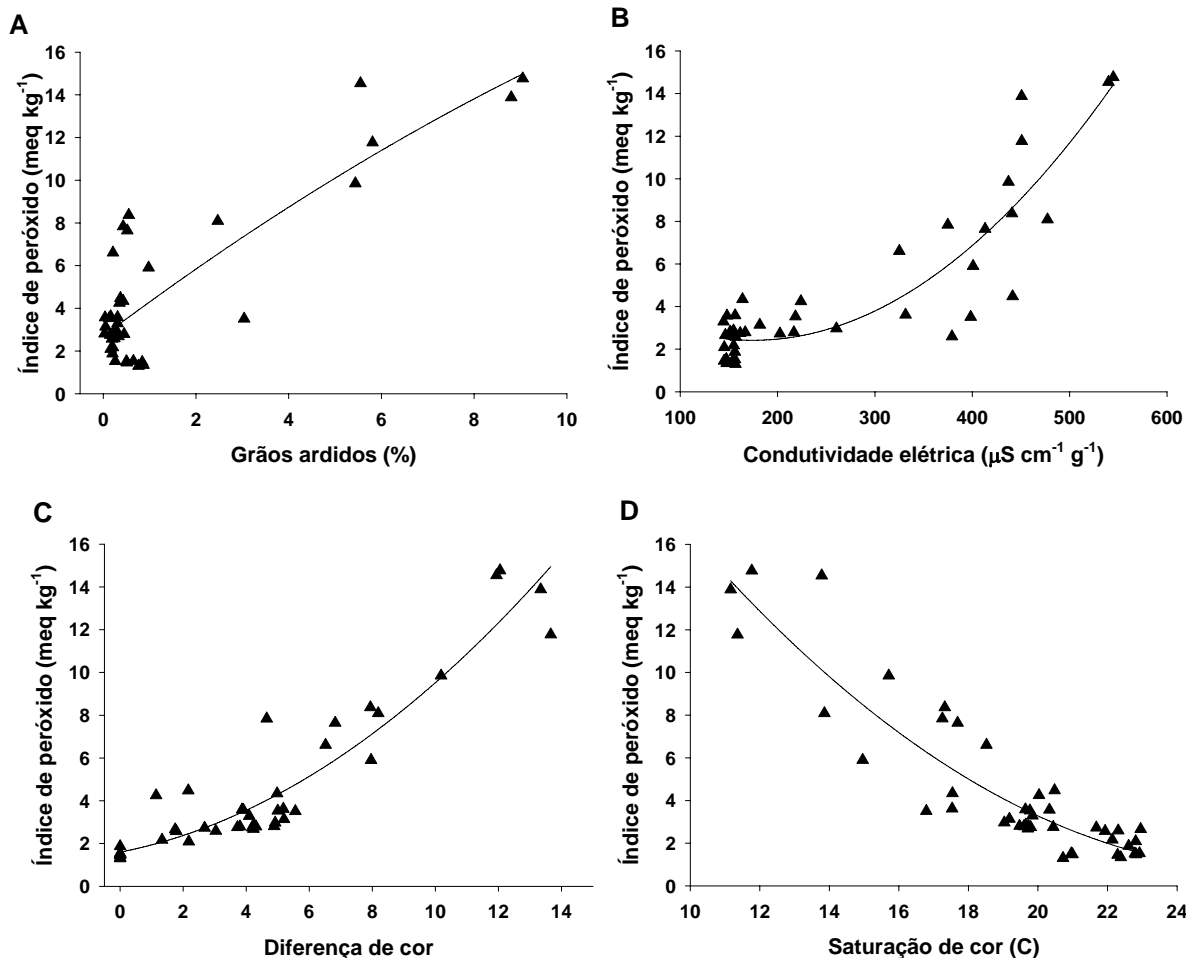 A
Índice de peróxido (meq kg⁻¹)
16
14
12
10
8
6
4
2
0
0 2 4 6 8 10
Grãos ardidos (%)
B
Índice de peróxido (meq kg⁻¹)
16
14
12
10
8
6
4
2
0
100 200 300 400 500 600
Condutividade elétrica (μS cm⁻¹ g⁻¹)
C
Índice de peróxido (meq kg⁻¹)
16
14
12
10
8
6
4
2
0
0 2 4 6 8 10 12 14
Diferença de cor
D
Índice de peróxido (meq kg⁻¹)
16
14
12
10
8
6
4
2
0
10 12 14 16 18 20 22 24
Saturação de cor (C)